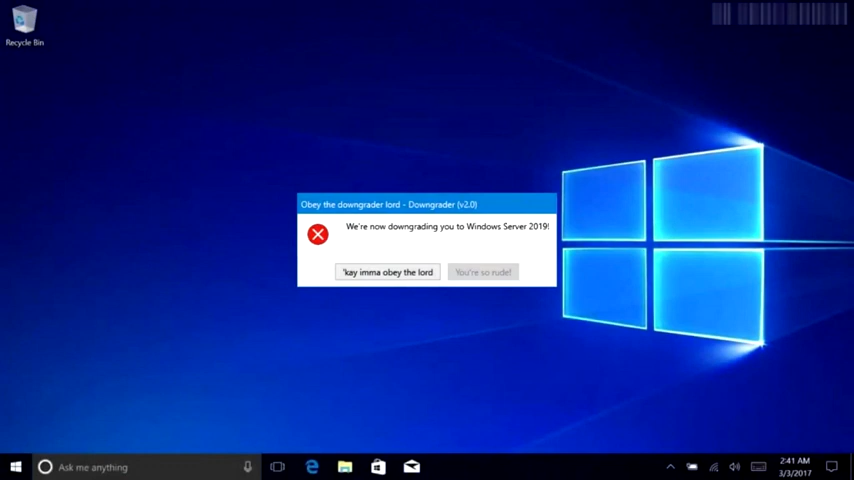 Recycle Bin
Obey the downgrader lord - Downgrader (v2.0)
We're now downgrading you to Windows Server 2019!
'kay imma obey the lord
You're so rude!
Ask me anything
2:41 AM
3/3/2017